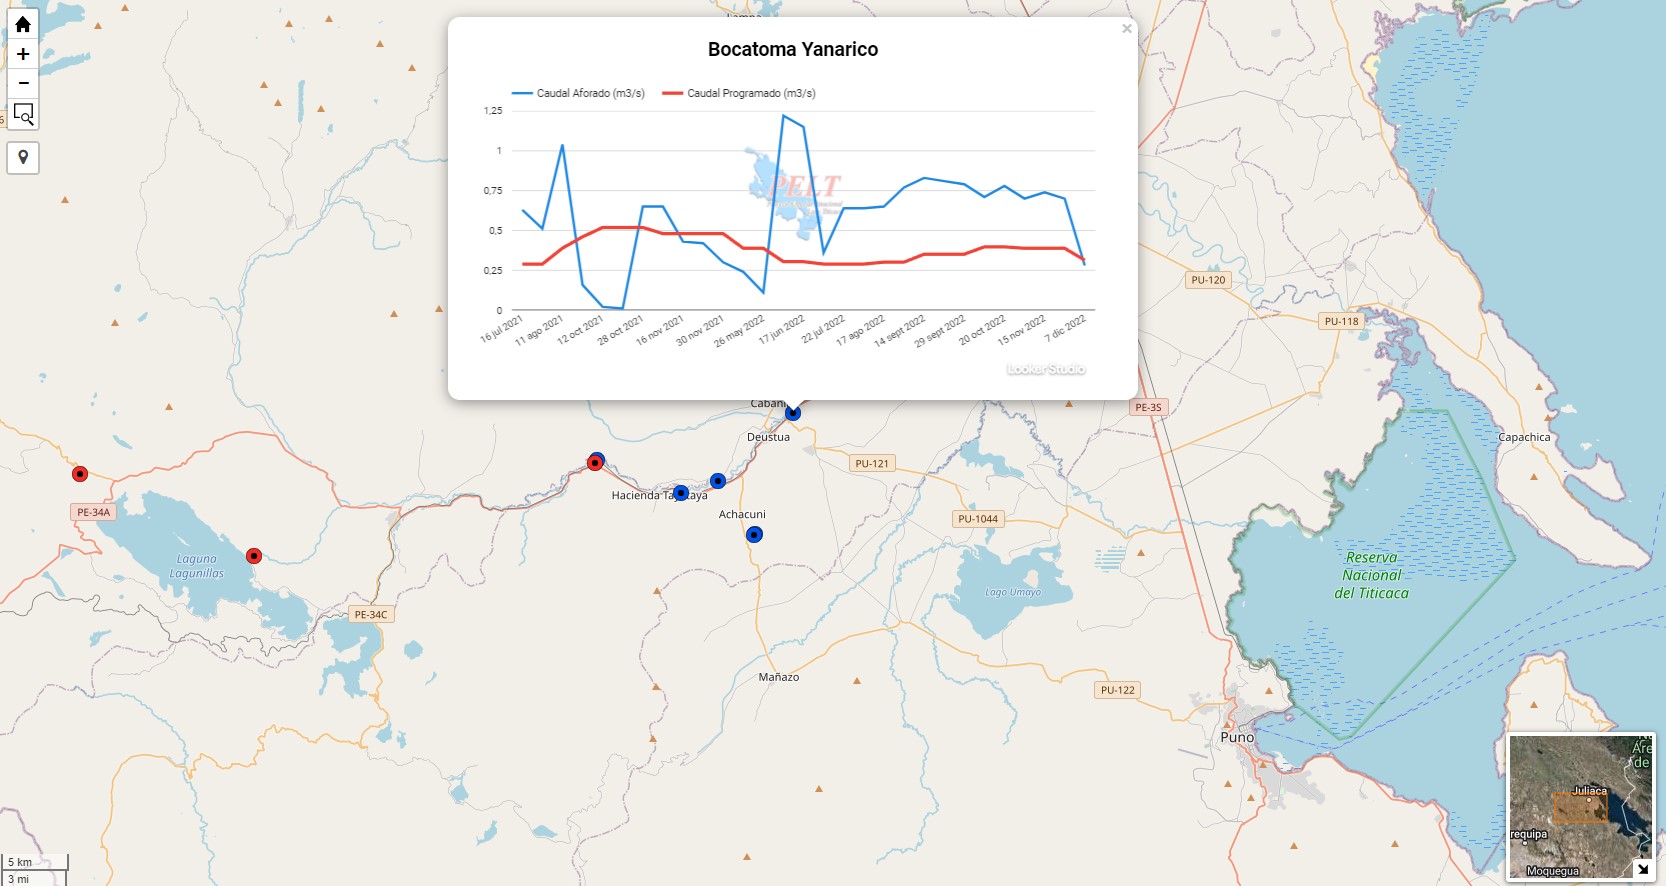 Bocatoma Yanarico
×
Caudal Aforado (m3/s)
Caudal Programado (m3/s)
1,25
1
0,75
0,5
0,25
0
PELT
16 jul 2021
11 ago 2021
12 oct 2021
28 oct 2021
16 nov 2021
30 nov 2021
26 may 2022
17 jun 2022
22 jul 2022
17 ago 2022
14 sept 2022
29 sept 2022
20 oct 2022
15 nov 2022
7 dic 2022
Looker Studio
+
−
PU-120
PU-118
PE-3S
Deustua
Capachica
PU-121
Achacuni
PE-34A
PU-1044
Laguna
Lagunillas
Reserva
Nacional
del Titicaca
Lago Umayo
PE-34C
Mañazo
PU-122
Puno
Juliaca
requipa
Moquegua
Are
de
5 km
3 mi